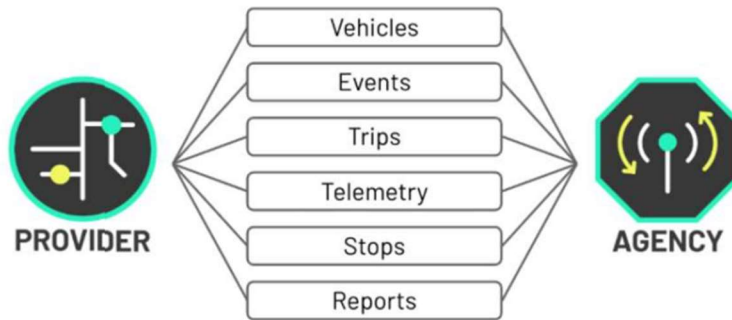 Vehicles
Events
Trips
Telemetry
Stops
Reports
PROVIDER
AGENCY